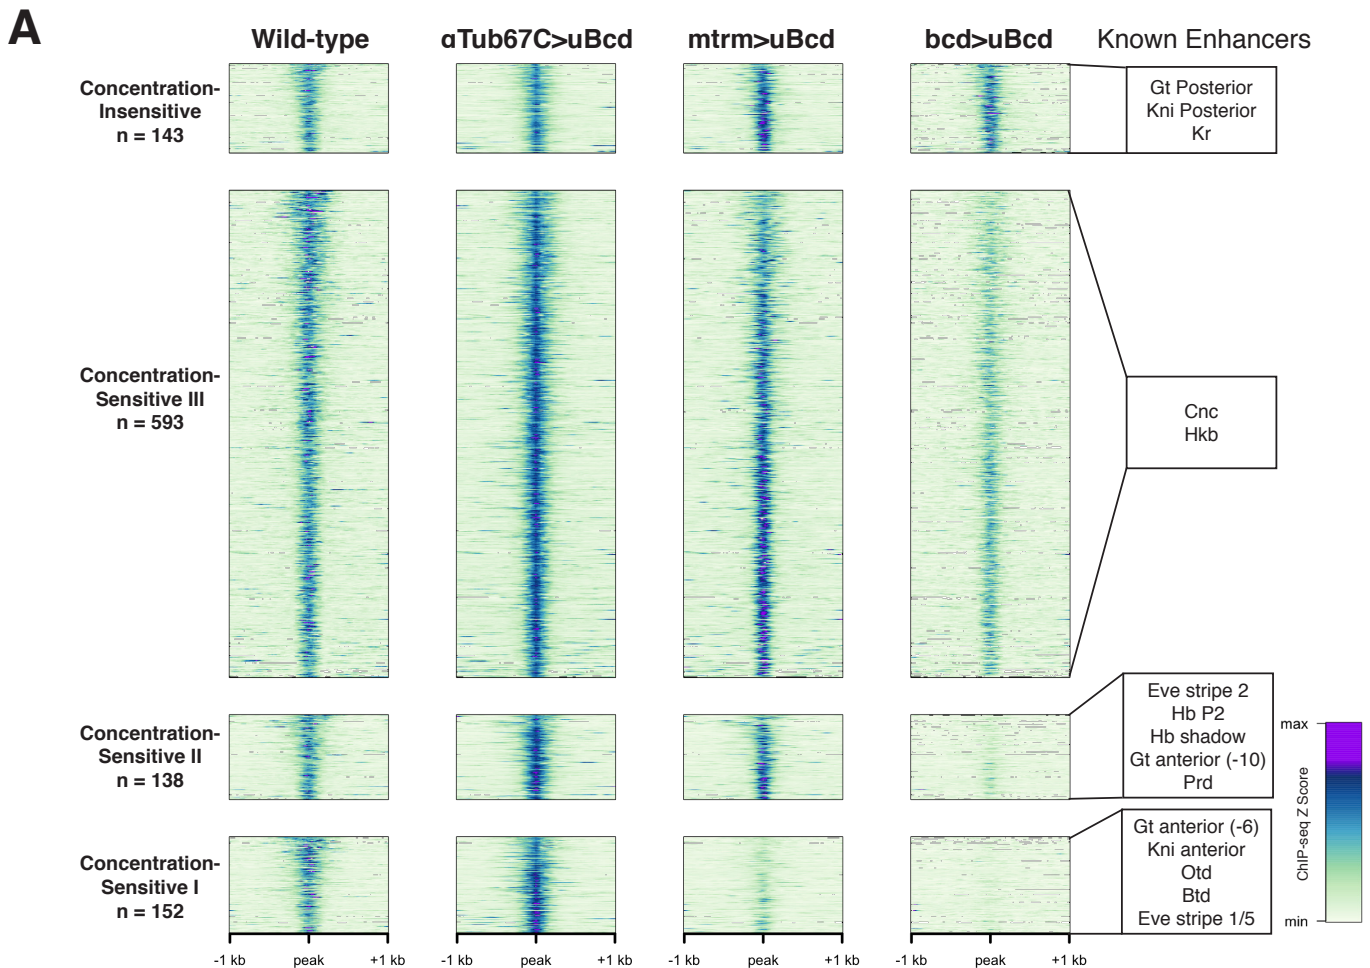 A
Wild-type
αTub67C>uBcd
mtrm>uBcd
bcd>uBcd
Known Enhancers
Concentration-
Insensitive
n = 143
Gt Posterior
Kni Posterior
Kr
Concentration-
Sensitive III
n = 593
Cnc
Hkb
Concentration-
Sensitive II
n = 138
Eve stripe 2
Hb P2
Hb shadow
Gt anterior (-10)
Prd
Concentration-
Sensitive I
n = 152
Gt anterior (-6)
Kni anterior
Otd
Btd
Eve stripe 1/5
max
ChIP-seq Z Score
min
-1 kb peak +1 kb
-1 kb peak +1 kb
-1 kb peak +1 kb
-1 kb peak +1 kb